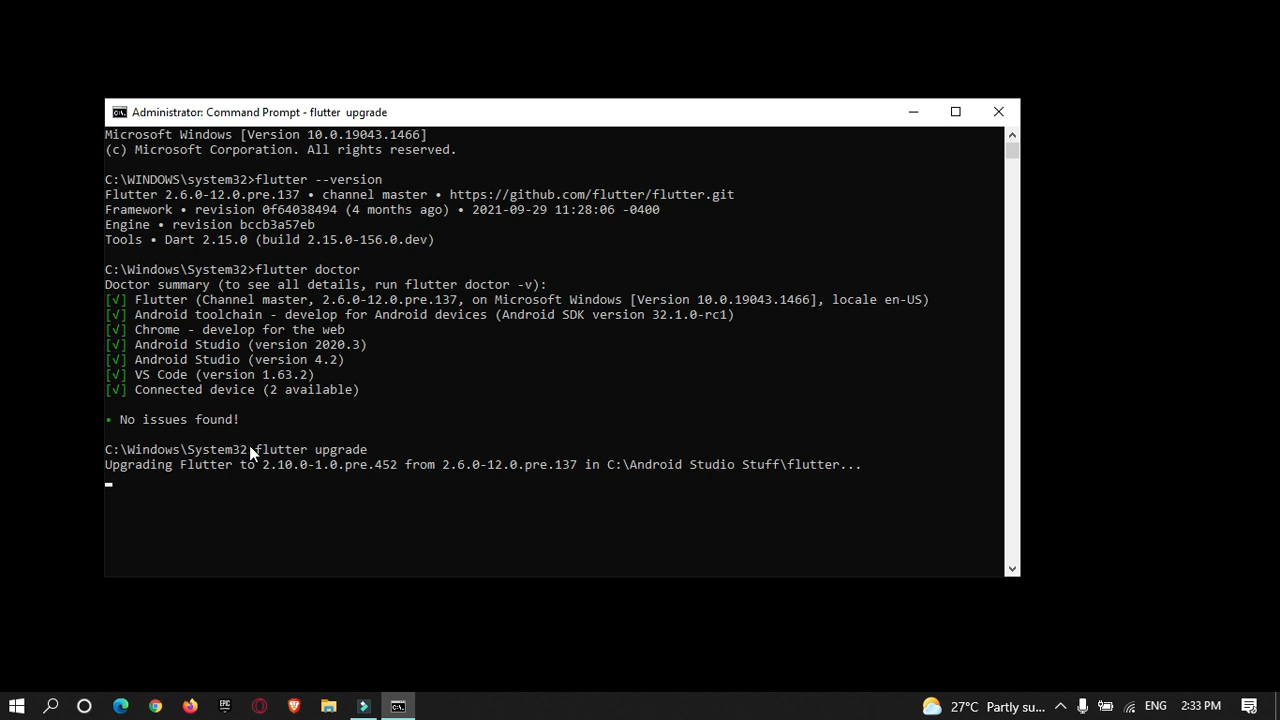 Administrator: Command Prompt - flutter  upgrade
Microsoft Windows [Version 10.0.19043.1466]
(c) Microsoft Corporation. All rights reserved.
C:\WINDOWS\system32>flutter --version
Flutter 2.6.0-12.0.pre.137 • channel master • https://github.com/flutter/flutter.git
Framework • revision 0f64038494 (4 months ago) • 2021-09-29 11:28:06 -0400
Engine • revision bccb3a57eb
Tools • Dart 2.15.0 (build 2.15.0-156.0.dev)
C:\Windows\System32>flutter doctor
Doctor summary (to see all details, run flutter doctor -v):
[√] Flutter (Channel master, 2.6.0-12.0.pre.137, on Microsoft Windows [Version 10.0.19043.1466], locale en-US)
[√] Android toolchain - develop for Android devices (Android SDK version 32.1.0-rc1)
[√] Chrome - develop for the web
[√] Android Studio (version 2020.3)
[√] Android Studio (version 4.2)
[√] VS Code (version 1.63.2)
[√] Connected device (2 available)
• No issues found!
C:\Windows\System32>flutter upgrade
Upgrading Flutter to 2.10.0-1.0.pre.452 from 2.6.0-12.0.pre.137 in C:\Android Studio Stuff\flutter...
EPIC
27°C Partly su... ENG 2:33 PM